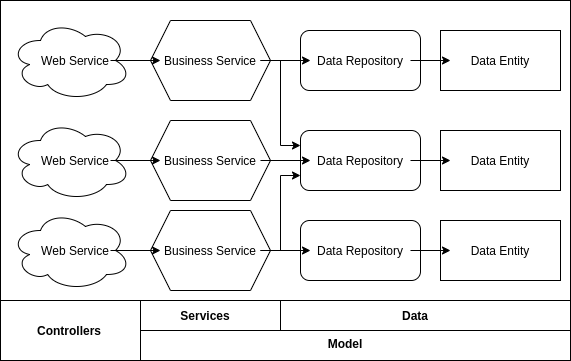 Web Service Business Service Data Repository Data Entity
Web Service Business Service Data Repository Data Entity
Web Service Business Service Data Repository Data Entity
Services Data
Controllers
Model